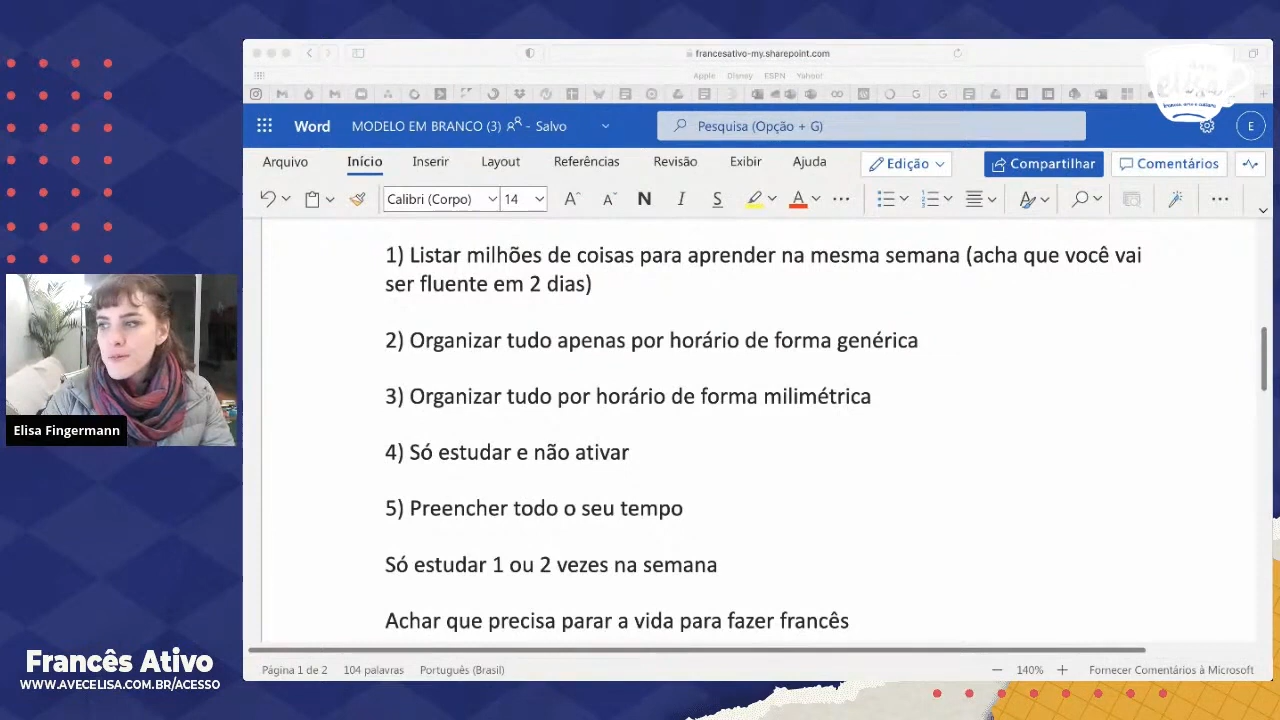 francesativo-my.sharepoint.com
Apple Disney ESPN Yahoo!
Word MODELO EM BRANCO (3) - Salvo Pesquisa (Opção + G) E
Arquivo Início Inserir Layout Referências Revisão Exibir Ajuda Edição Compartilhar Comentários
Calibri (Corpo) 14 N I S A
1) Listar milhões de coisas para aprender na mesma semana (acha que você vai
ser fluente em 2 dias)
2) Organizar tudo apenas por horário de forma genérica
3) Organizar tudo por horário de forma milimétrica
4) Só estudar e não ativar
5) Preencher todo o seu tempo
Só estudar 1 ou 2 vezes na semana
Achar que precisa parar a vida para fazer francês
Página 1 de 2 104 palavras Português (Brasil) 140% Fornecer Comentários à Microsoft
Elisa Fingermann
Francês Ativo
WWW.AVECELISA.COM.BR/ACESSO